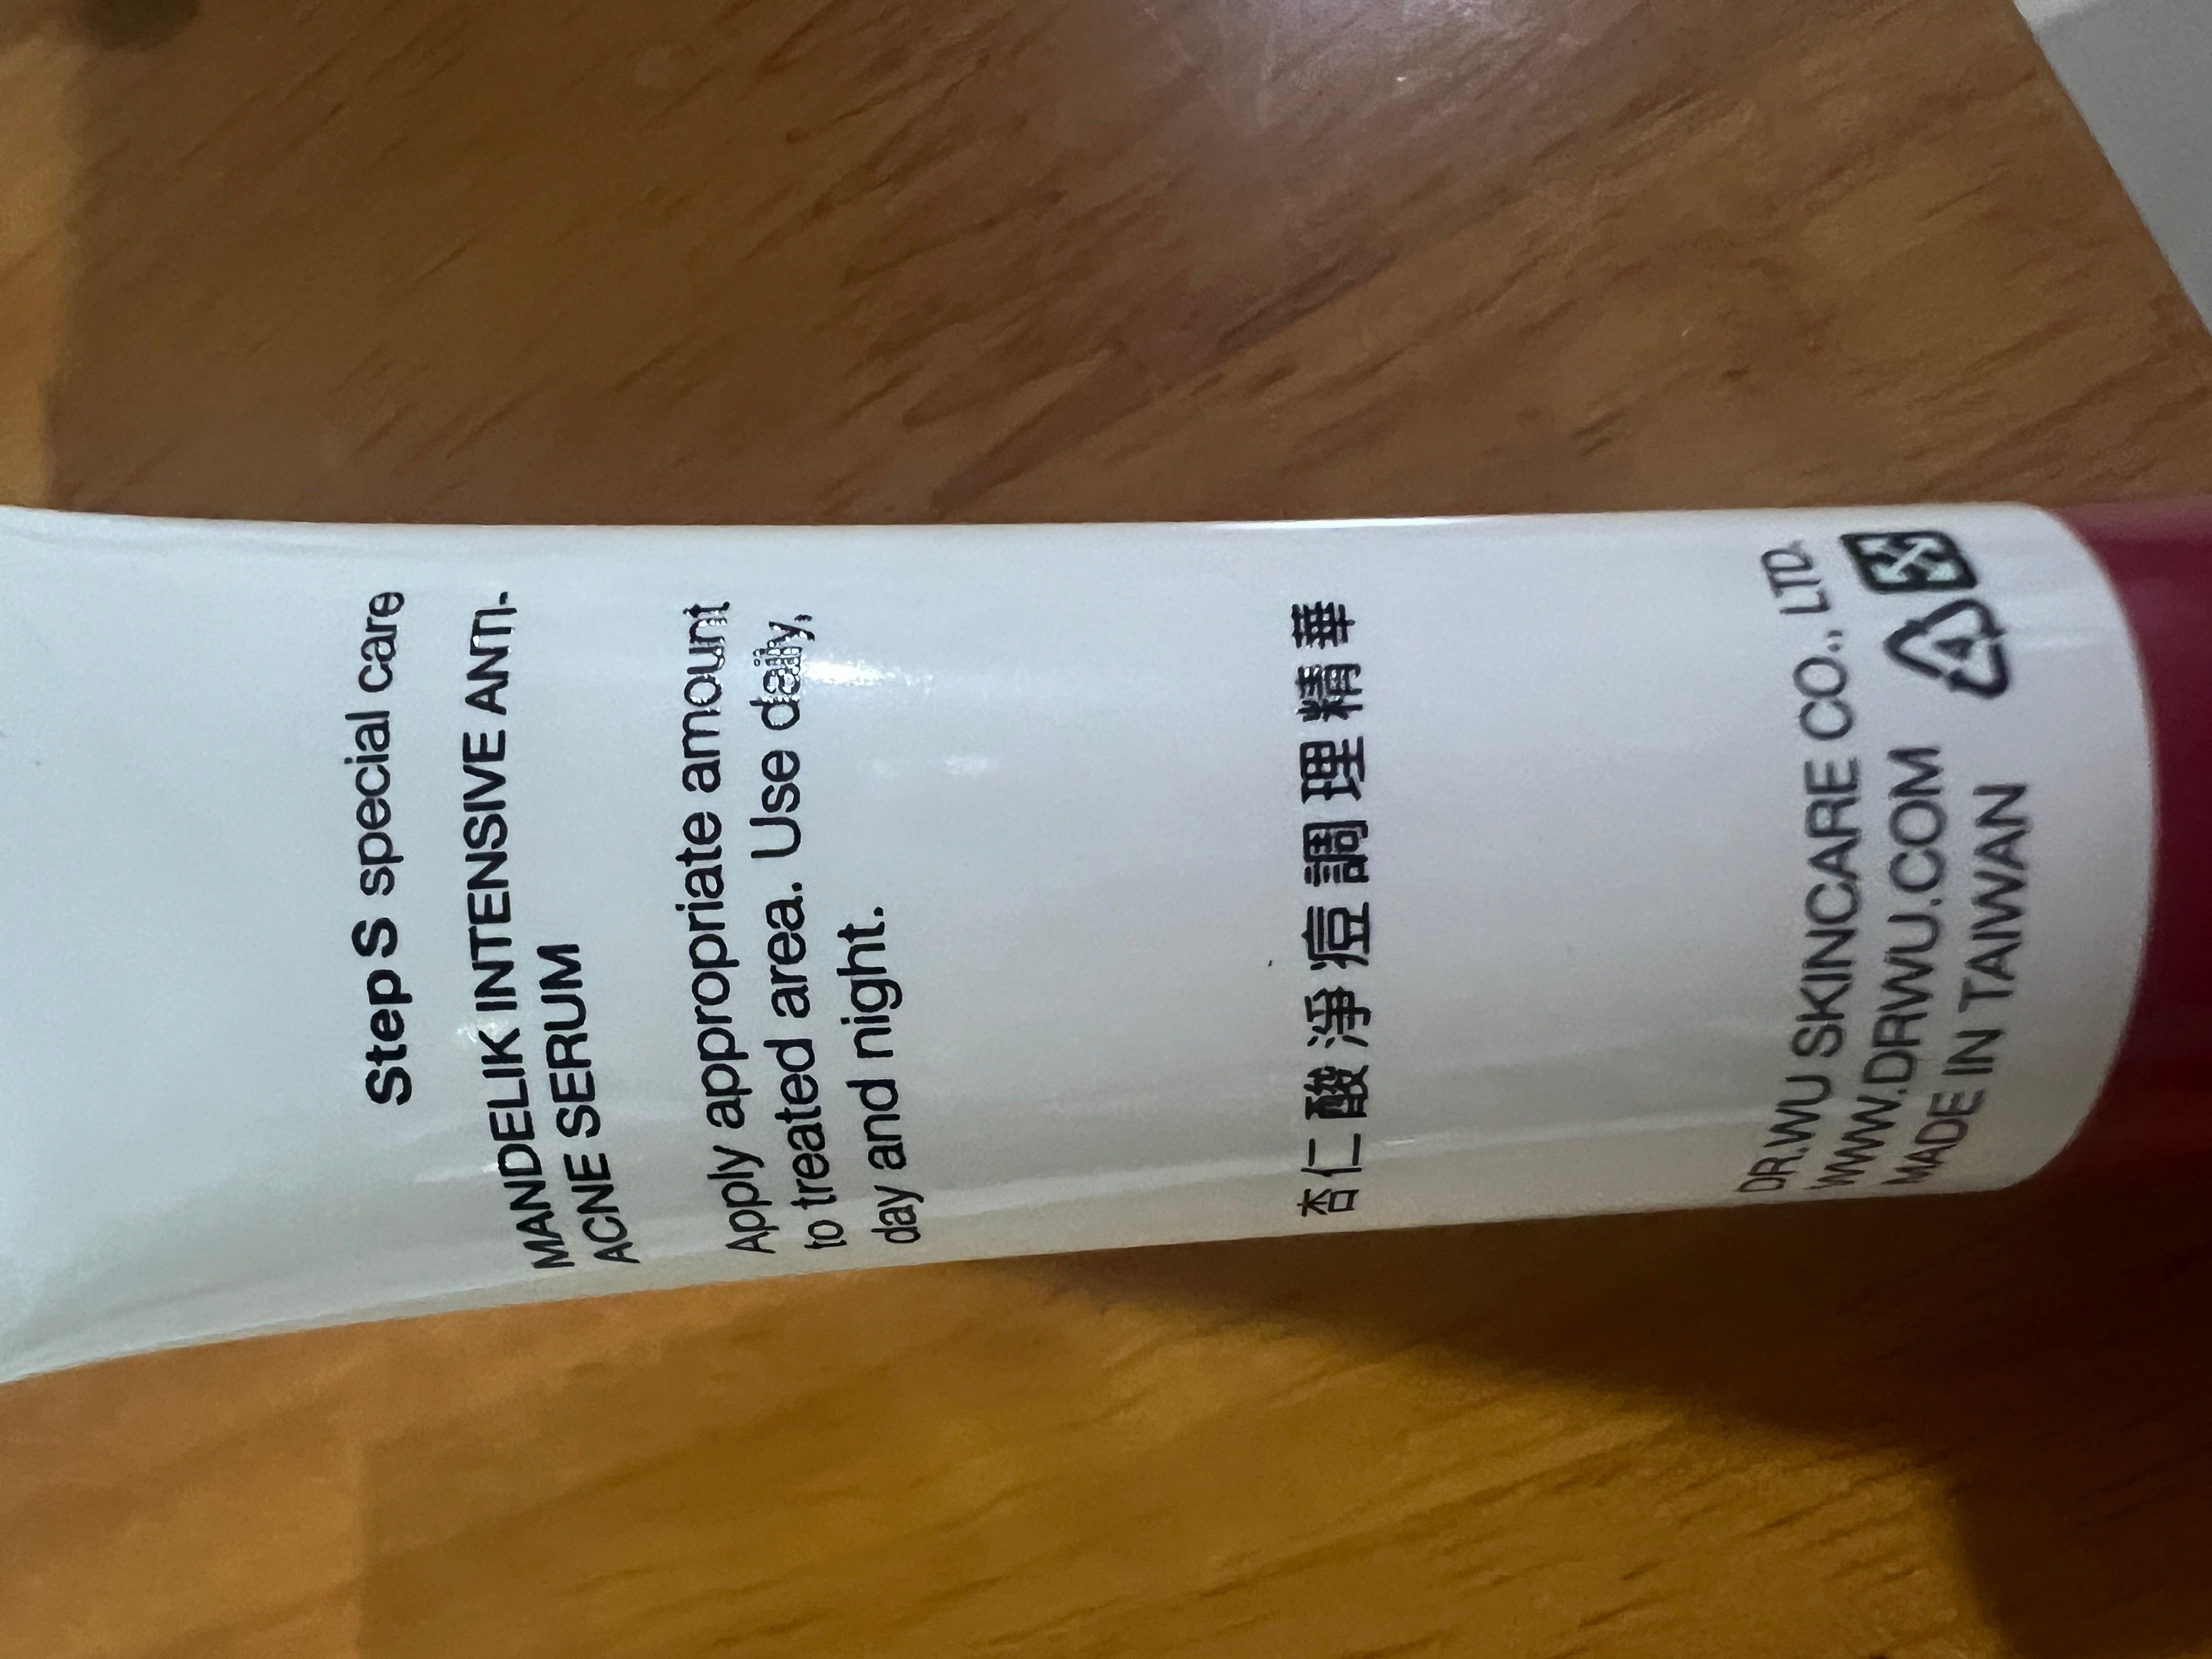 Step S special care
MANDELIK INTENSIVE ANTI-
ACNE SERUM
Apply appropriate amount
to treated area. Use daily,
day and night.
杏仁酸淨痘調理精華
DR.WU SKINCARE CO., LTD.
WWW.DRWU.COM
MADE IN TAIWAN
4